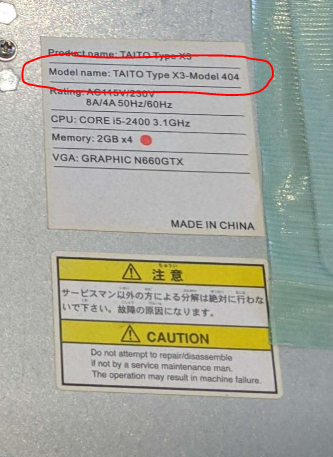 Product name: TAITO Type X3
Model name: TAITO Type X3-Model 404
Rating: AC115V/230V
8A/4A 50Hz/60Hz
CPU: CORE i5-2400 3.1GHz
Memory: 2GB x4
VGA: GRAPHIC N660GTX
MADE IN CHINA
ちゅうい
注意
サービスマン以外の方による分解は絶対に行わな
いで下さい。故障の原因になります。
CAUTION
Do not attempt to repair/disassemble
if not by a service maintenance man.
The operation may result in machine failure.